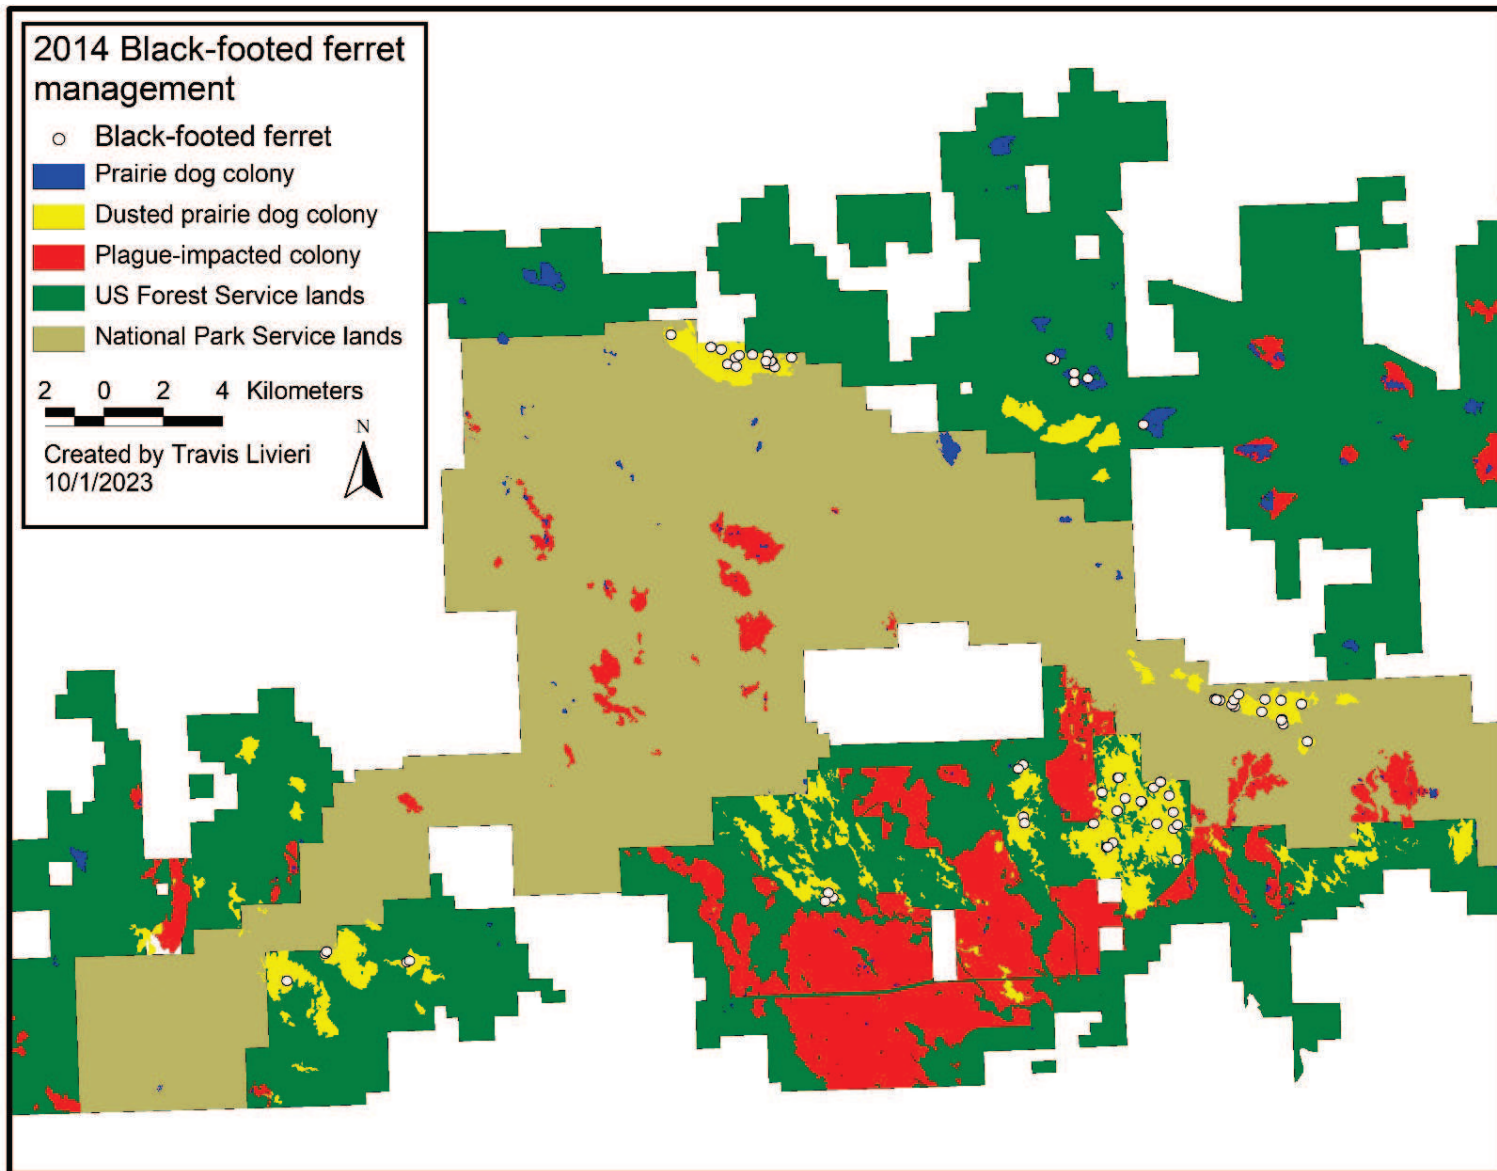 2014 Black-footed ferret
management
Black-footed ferret
Prairie dog colony
Dusted prairie dog colony
Plague-impacted colony
US Forest Service lands
National Park Service lands
2 0 2 4 Kilometers
N
Created by Travis Livieri
10/1/2023